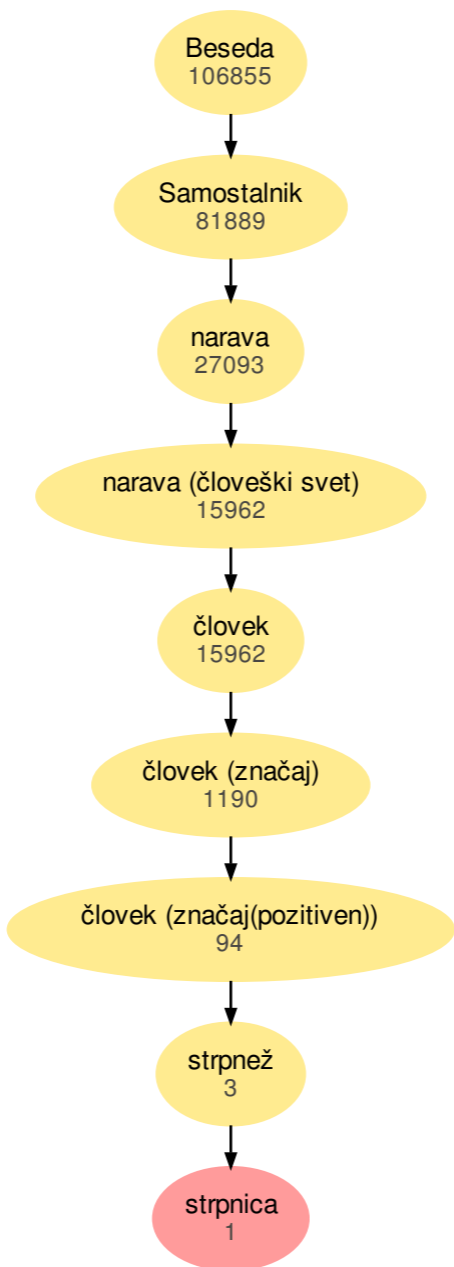 Beseda
106855
Samostalnik
81889
narava
27093
narava (človeški svet)
15962
človek
15962
človek (značaj)
1190
človek (značaj(pozitiven))
94
strpnež
3
strpnica
1